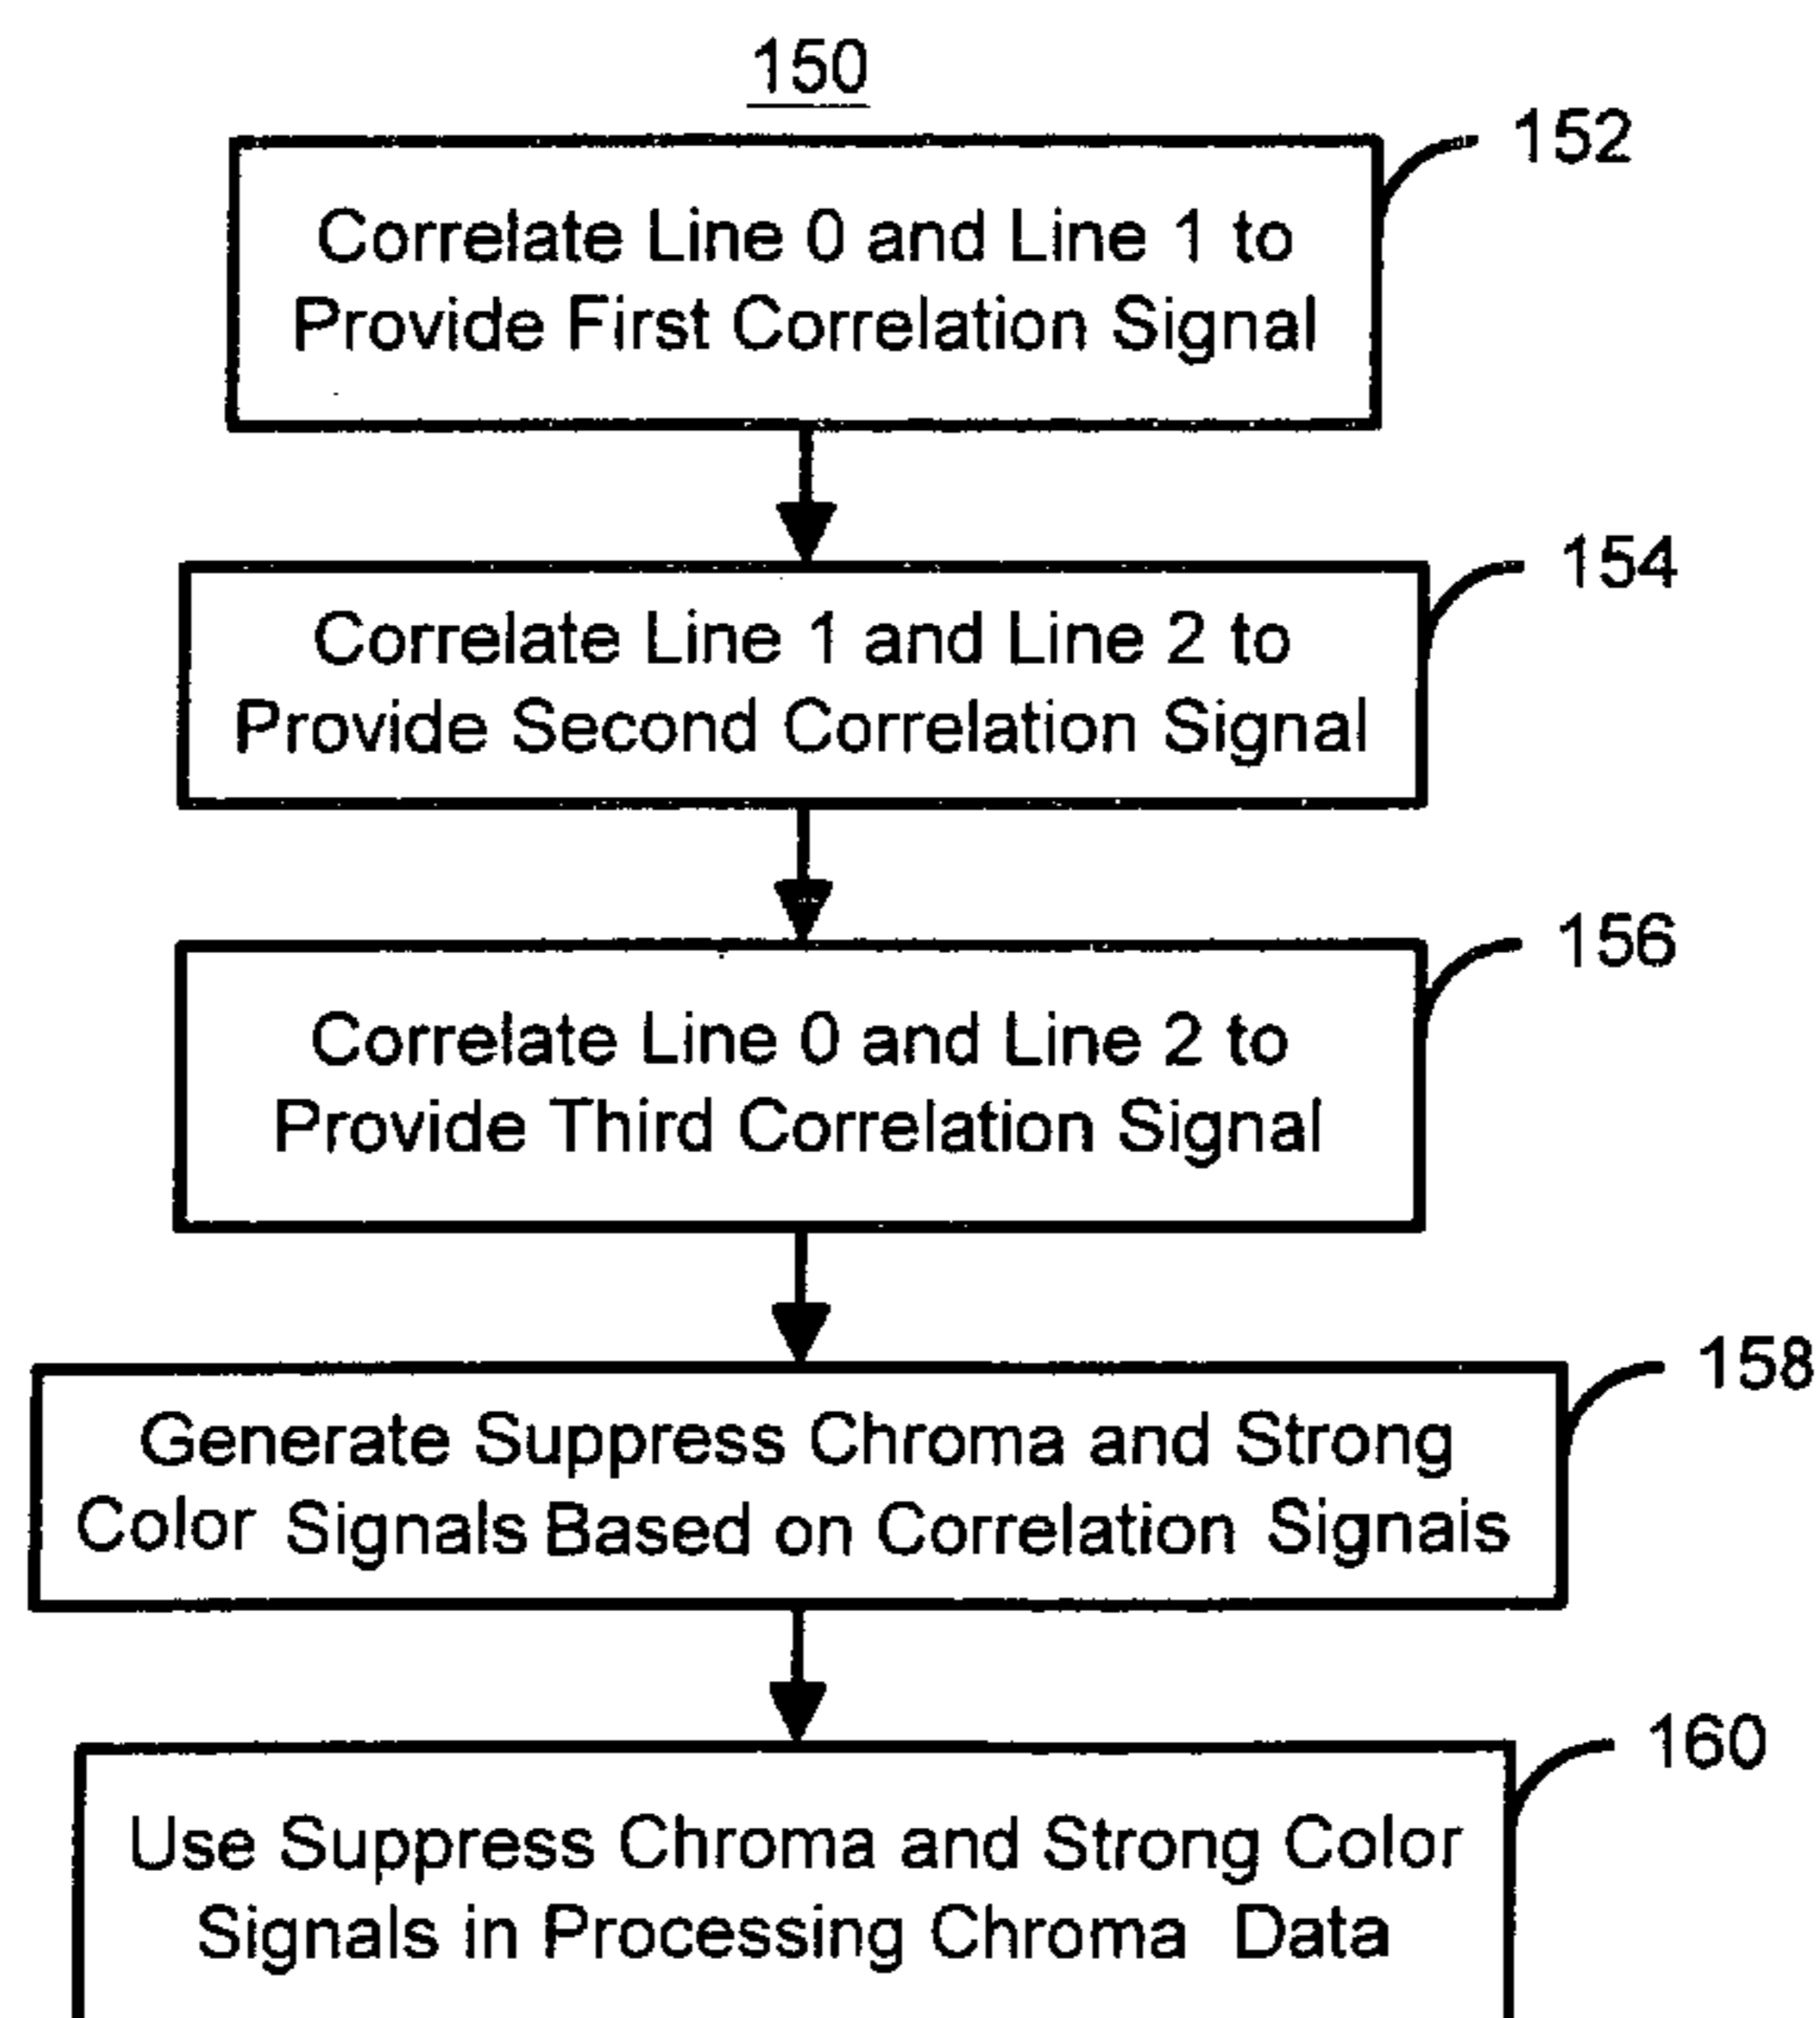 150
152
Correlate Line 0 and Line 1 to
Provide First Correlation Signal
154
Correlate Line 1 and Line 2 to
Provide Second Correlation Signal
156
Correlate Line 0 and Line 2 to
Provide Third Correlation Signal
158
Generate Suppress Chroma and Strong
Color Signals Based on Correlation Signals
160
Use Suppress Chroma and Strong Color
Signals in Processing Chroma Data